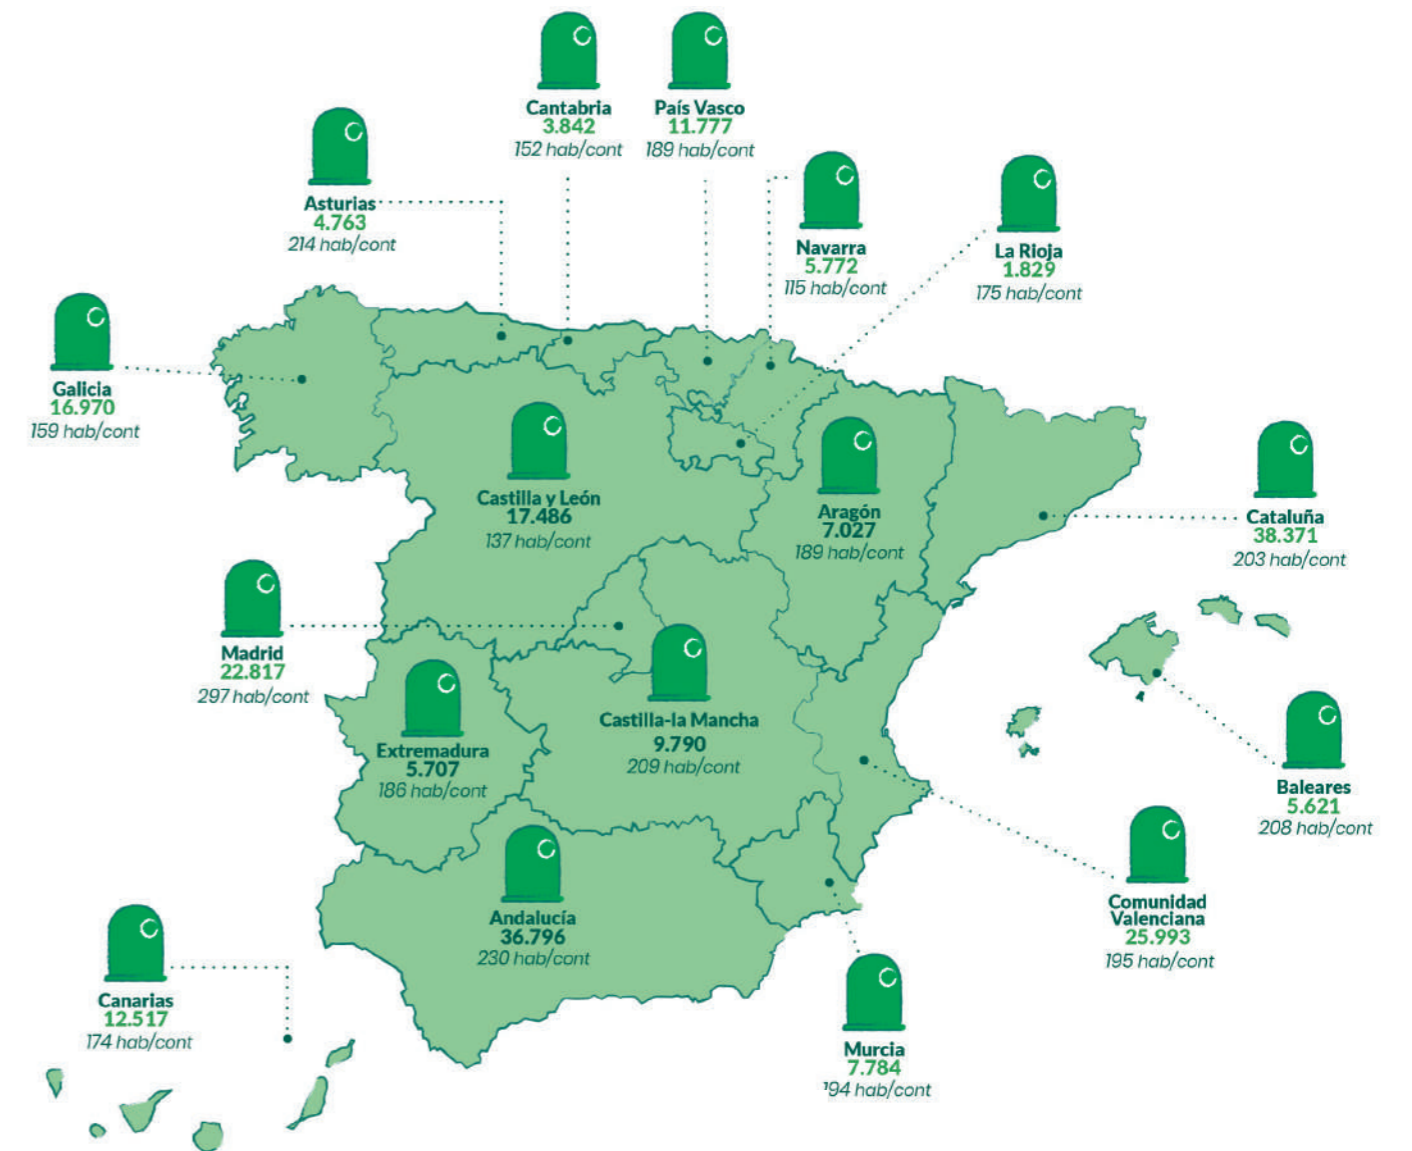 Cantabria
3.842
152 hab/cont
País Vasco
11.777
189 hab/cont
Asturias
4.763
214 hab/cont
Navarra
5.772
115 hab/cont
La Rioja
1.829
175 hab/cont
Galicia
16.970
159 hab/cont
Castilla y León
17.486
137 hab/cont
Aragón
7.027
189 hab/cont
Cataluña
38.371
203 hab/cont
Madrid
22.817
297 hab/cont
Castilla-la Mancha
9.790
209 hab/cont
Extremadura
5.707
186 hab/cont
Baleares
5.621
208 hab/cont
Andalucía
36.796
230 hab/cont
Comunidad
Valenciana
25.993
195 hab/cont
Canarias
12.517
174 hab/cont
Murcia
7.784
194 hab/cont